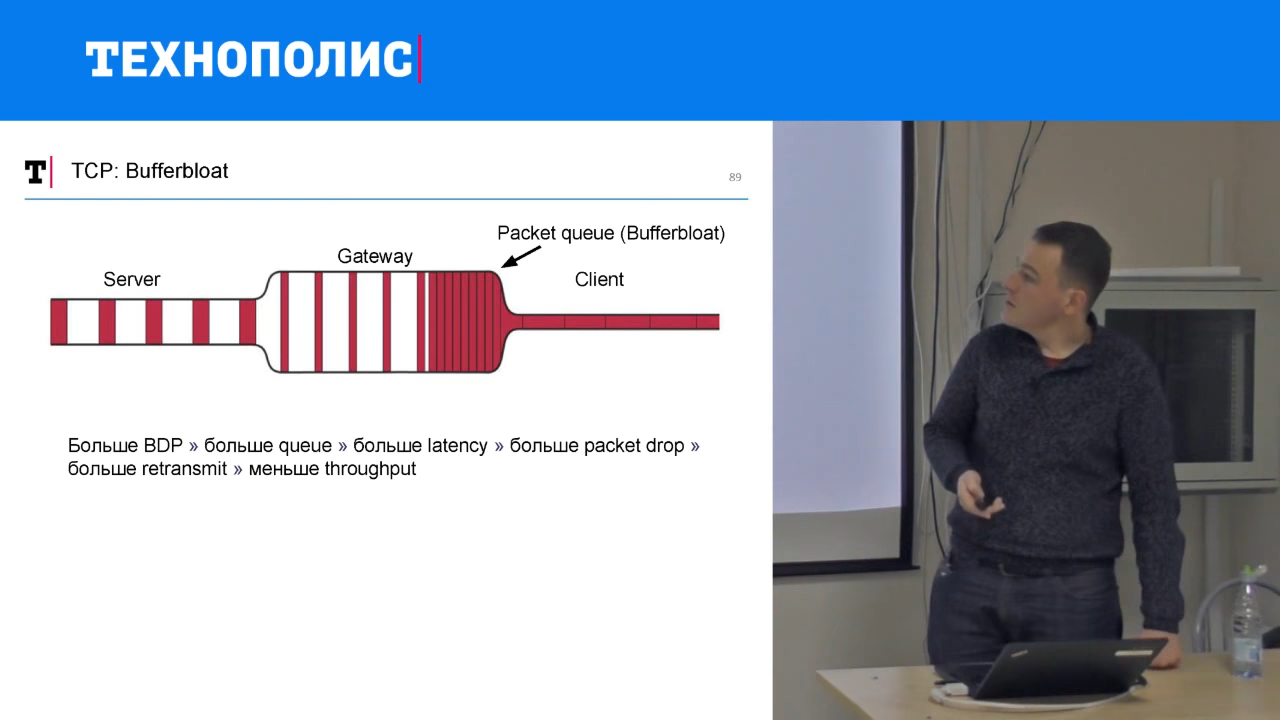 ТЕХНОПОЛИС
T
TCP: Bufferbloat
89
Packet queue (Bufferbloat)
Gateway
Server
Client
Больше BDP » больше queue » больше latency » больше packet drop »
больше retransmit » меньше throughput